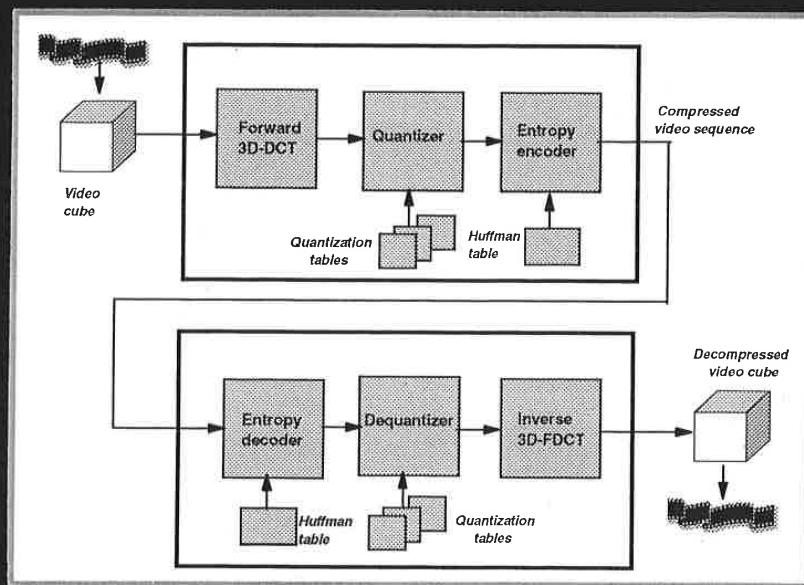 Forward
3D-DCT
Quantizer
Entropy
encoder
Compressed
video sequence
Video
cube
Quantization
tables
Huffman
table
Decompressed
video cube
Entropy
decoder
Dequantizer
Inverse
3D-FDCT
Huffman
table
Quantization
tables